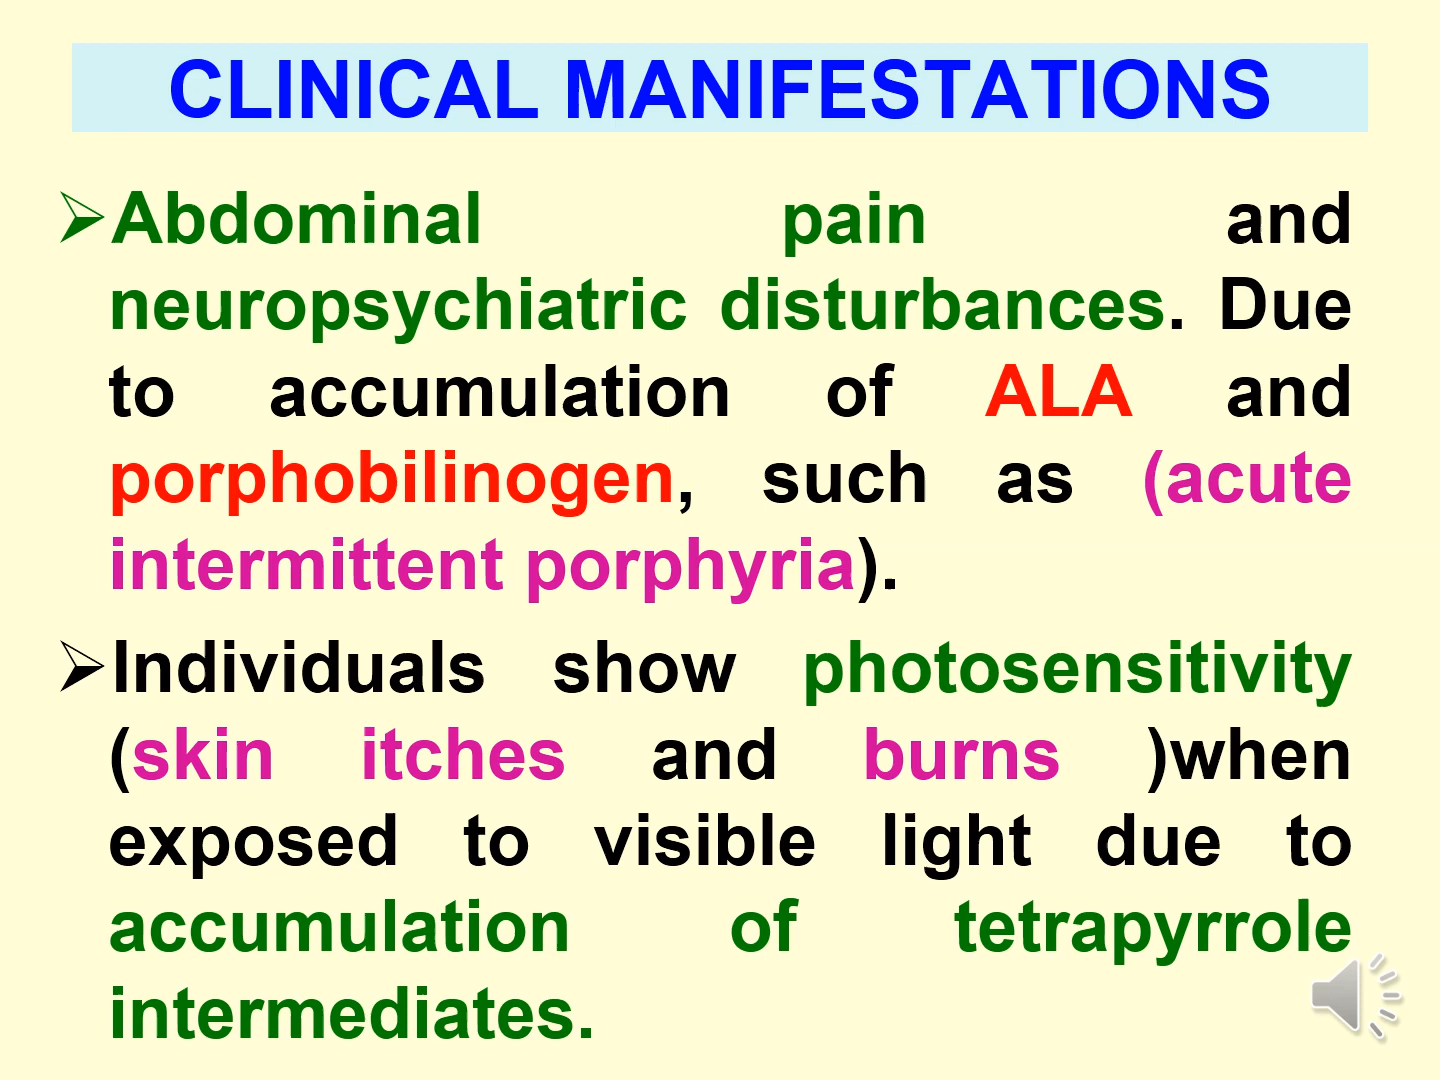 CLINICAL MANIFESTATIONS
➢Abdominal pain and
neuropsychiatric disturbances. Due
to accumulation of ALA and
porphobilinogen, such as (acute
intermittent porphyria).
➢Individuals show photosensitivity
(skin itches and burns )when
exposed to visible light due to
accumulation of tetrapyrrole
intermediates.